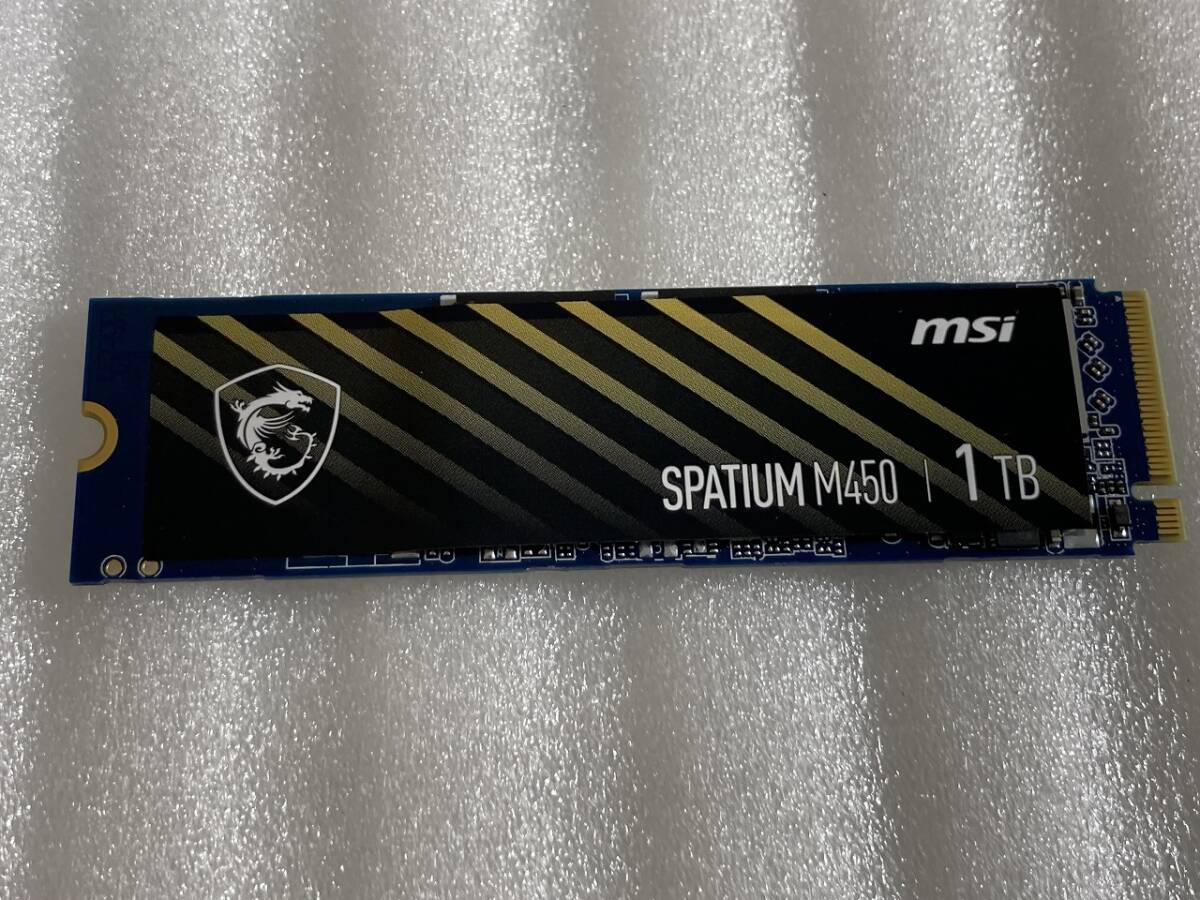 msi
SPATIUM M450 | 1 TB